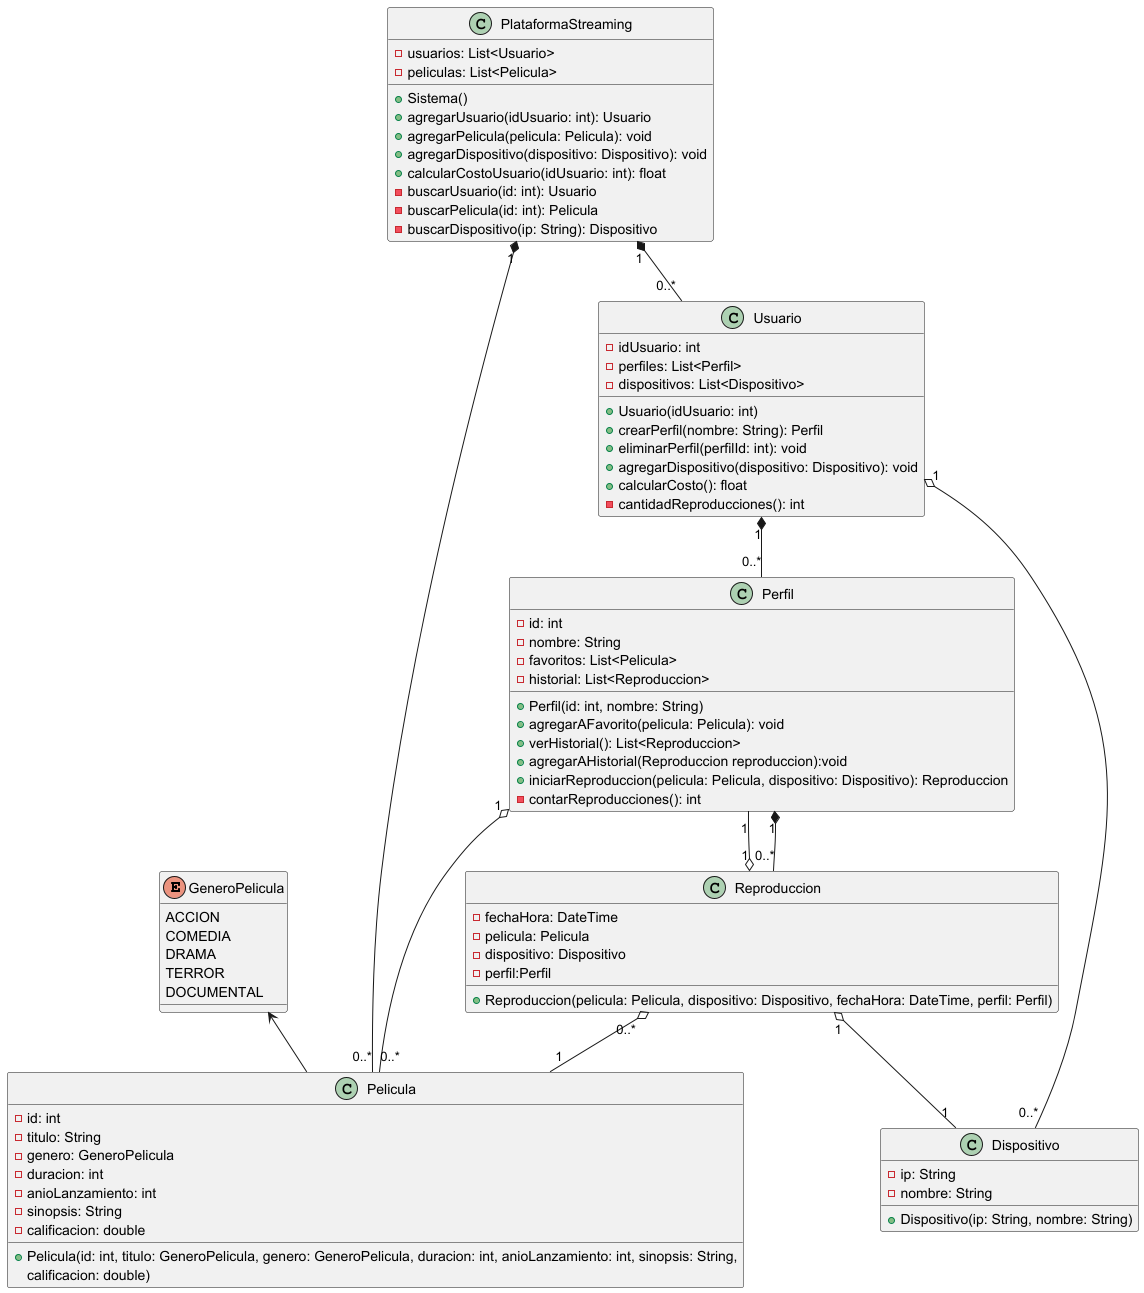 C PlataformaStreaming
usuarios: List<Usuario>
peliculas: List<Pelicula>
Sistema()
agregarUsuario(idUsuario: int): Usuario
agregarPelicula(pelicula: Pelicula): void
agregarDispositivo(dispositivo: Dispositivo): void
calcularCostoUsuario(idUsuario: int): float
buscarUsuario(id: int): Usuario
buscarPelicula(id: int): Pelicula
buscarDispositivo(ip: String): Dispositivo
1
1
0..*
C Usuario
idUsuario: int
perfiles: List<Perfil>
dispositivos: List<Dispositivo>
Usuario(idUsuario: int)
crearPerfil(nombre: String): Perfil
eliminarPerfil(perfilId: int): void
agregarDispositivo(dispositivo: Dispositivo): void
calcularCosto(): float
cantidadReproducciones(): int
1
1
0..*
C Perfil
id: int
nombre: String
favoritos: List<Pelicula>
historial: List<Reproduccion>
Perfil(id: int, nombre: String)
agregarAFavorito(pelicula: Pelicula): void
verHistorial(): List<Reproduccion>
agregarAHistorial(Reproduccion reproduccion):void
iniciarReproduccion(pelicula: Pelicula, dispositivo: Dispositivo): Reproduccion
contarReproducciones(): int
1
1
1
1
0..*
E GeneroPelicula
ACCION
COMEDIA
DRAMA
TERROR
DOCUMENTAL
C Reproduccion
fechaHora: DateTime
pelicula: Pelicula
dispositivo: Dispositivo
perfil:Perfil
Reproduccion(pelicula: Pelicula, dispositivo: Dispositivo, fechaHora: DateTime, perfil: Perfil)
0..*
1
0..*
0..*
1
1
0..*
C Pelicula
id: int
titulo: String
genero: GeneroPelicula
duracion: int
anioLanzamiento: int
sinopsis: String
calificacion: double
Pelicula(id: int, titulo: GeneroPelicula, genero: GeneroPelicula, duracion: int, anioLanzamiento: int, sinopsis: String,
calificacion: double)
C Dispositivo
ip: String
nombre: String
Dispositivo(ip: String, nombre: String)